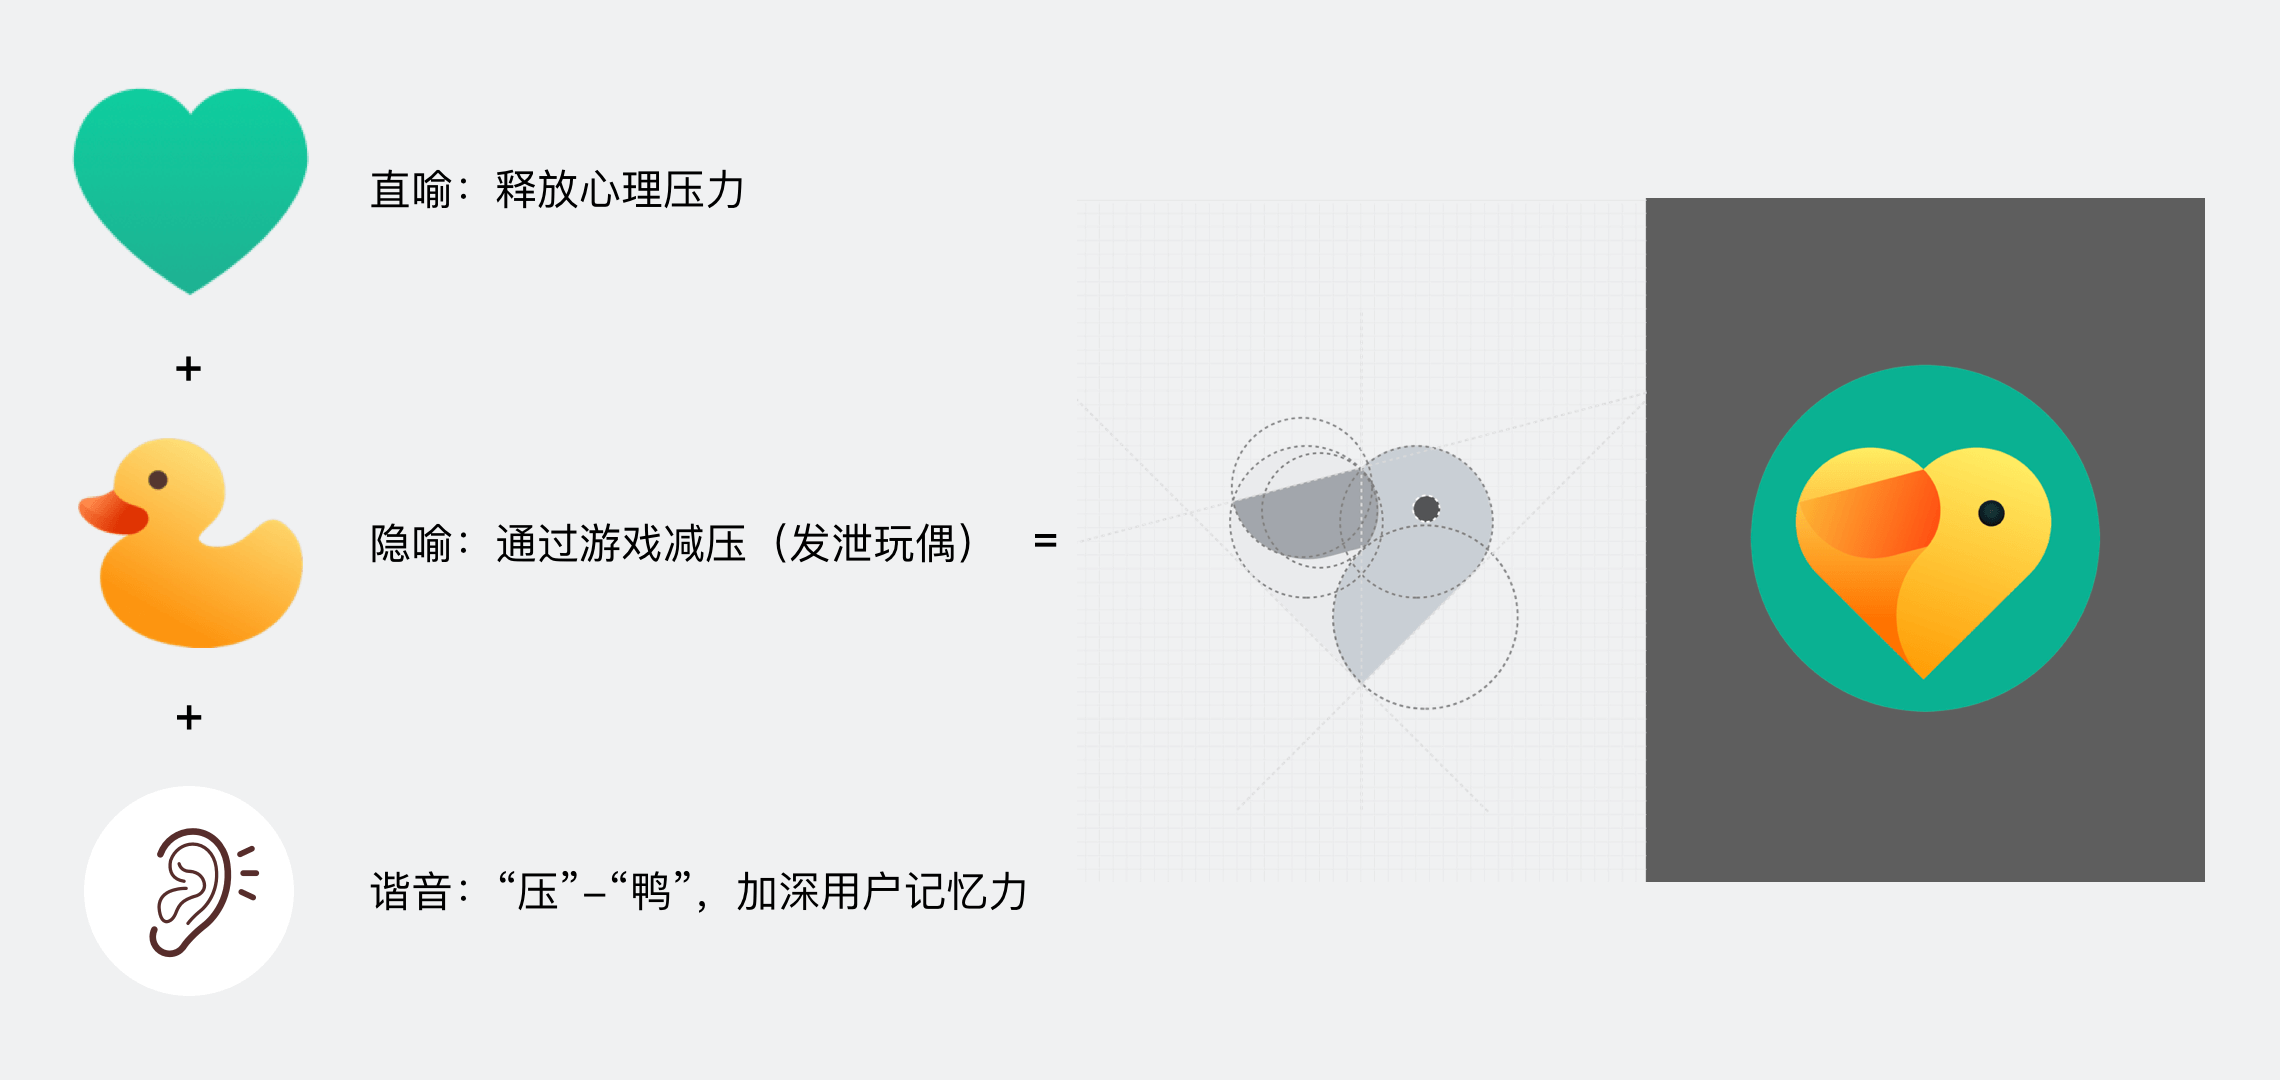 直喻：释放心理压力
+
隐喻：通过游戏减压（发泄玩偶）
=
+
谐音：“压”–“鸭”，加深用户记忆力